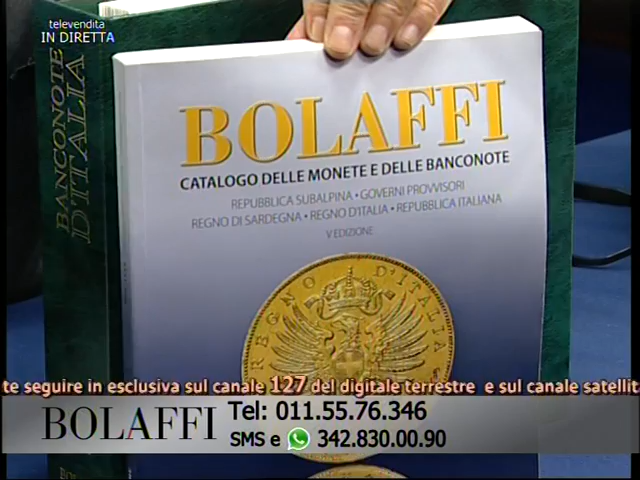 televendita
IN DIRETTA
BANCONOTE
D'ITALIA
BOLAFFI
CATALOGO DELLE MONETE E DELLE BANCONOTE
REPUBBLICA SUBALPINA • GOVERNI PROVVISORI
REGNO DI SARDEGNA • REGNO D'ITALIA • REPUBBLICA ITALIANA
V EDIZIONE
REGNO D'ITALIA
te seguire in esclusiva sul canale 127 del digitale terrestre e sul canale satellit
BOLAFFI
Tel: 011.55.76.346
SMS e 342.830.00.90